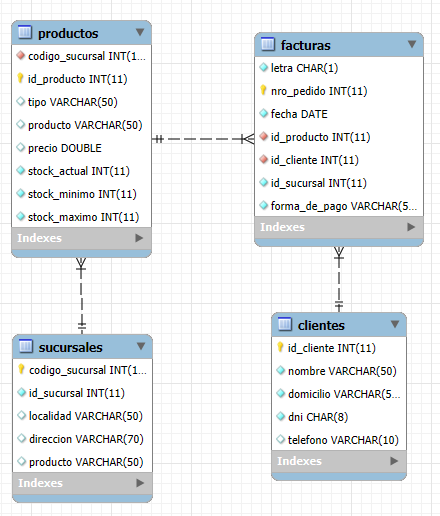 productos
codigo_sucursal INT(1...
id_producto INT(11)
tipo VARCHAR(50)
producto VARCHAR(50)
precio DOUBLE
stock_actual INT(11)
stock_minimo INT(11)
stock_maximo INT(11)
Indexes
facturas
letra CHAR(1)
nro_pedido INT(11)
fecha DATE
id_producto INT(11)
id_cliente INT(11)
id_sucursal INT(11)
forma_de_pago VARCHAR(5...
Indexes
sucursales
codigo_sucursal INT(1...
id_sucursal INT(11)
localidad VARCHAR(50)
direccion VARCHAR(70)
producto VARCHAR(50)
Indexes
clientes
id_cliente INT(11)
nombre VARCHAR(50)
domicilio VARCHAR(5...
dni CHAR(8)
telefono VARCHAR(10)
Indexes